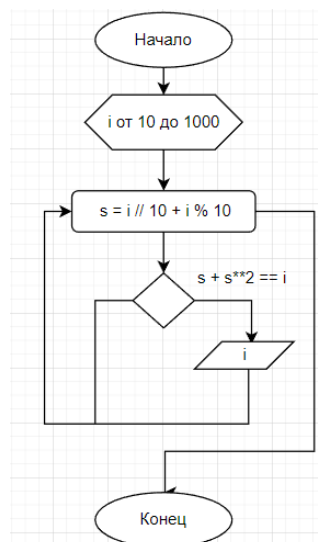 Начало
i от 10 до 1000
s = i // 10 + i % 10
s + s**2 == i
i
Конец